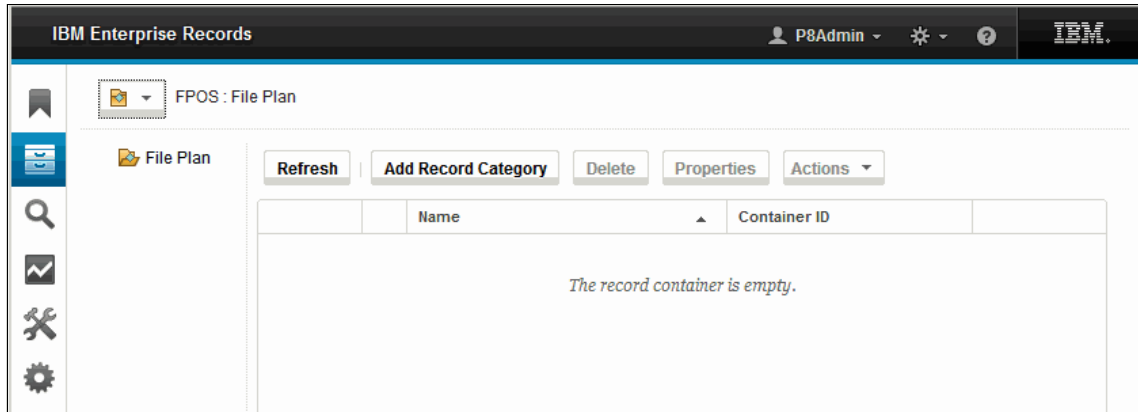 IBM Enterprise Records
P8Admin
IBM.
FPOS : File Plan
File Plan
Refresh
Add Record Category
Delete
Properties
Actions
Name
Container ID
The record container is empty.